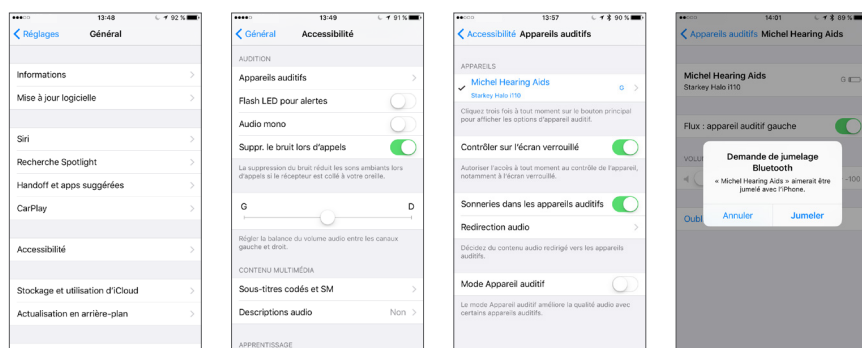 13:48
92 %
Réglages
Général
Informations
Mise à jour logicielle
Siri
Recherche Spotlight
Handoff et apps suggérées
CarPlay
Accessibilité
Stockage et utilisation d'iCloud
Actualisation en arrière-plan
13:49
91 %
Général
Accessibilité
AUDITION
Appareils auditifs
Flash LED pour alertes
Audio mono
Suppr. le bruit lors d'appels
La suppression du bruit réduit les sons ambiants lors
d'appels si le récepteur est collé à votre oreille.
G D
Régler la balance du volume audio entre les canaux
gauche et droit.
CONTENU MULTIMÉDIA
Sous-titres codés et SM
Descriptions audio Non
APPRENTISSAGE
13:57
90 %
Accessibilité Appareils auditifs
APPAREILS
Michel Hearing Aids G
Starkey Halo i110
Cliquez trois fois à tout moment sur le bouton principal
pour afficher les options d'appareil auditif.
Contrôler sur l'écran verrouillé
Autoriser l'accès à tout moment au contrôle de l'appareil,
notamment à l'écran verrouillé.
Sonneries dans les appareils auditifs
Redirection audio
Décidez du contenu audio redirigé vers les appareils
auditifs.
Mode Appareil auditif
Le mode Appareil auditif améliore la qualité audio avec
certains appareils auditifs.
14:01
89 %
Appareils auditifs Michel Hearing Aids
Michel Hearing Aids G
Starkey Halo i110
Flux : appareil auditif gauche
VOLU
Demande de jumelage
Bluetooth
« Michel Hearing Aids » aimerait être
jumelé avec l'iPhone.
-100
Annuler Jumeler
Oubl